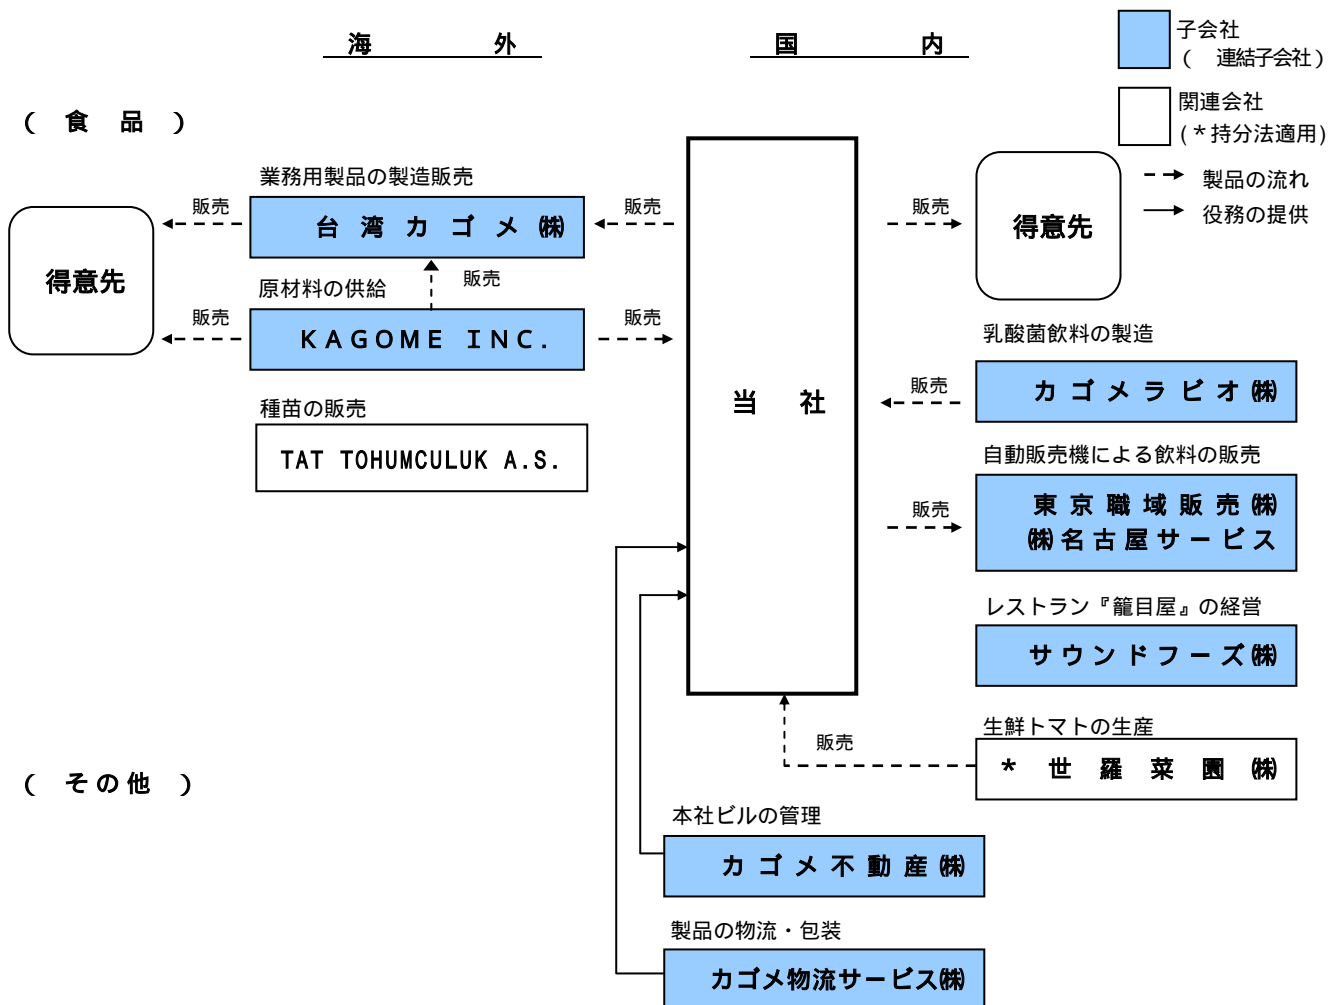 海外
国内
子会社
( 連結子会社)
関連会社
(*持分法適用)
製品の流れ
役務の提供
( 食品 )
業務用製品の製造販売
販売
台湾カゴメ㈱
販売
販売
得意先
得意先
原材料の供給
販売
販売
KAGOME INC.
販売
乳酸菌飲料の製造
当社
販売
カゴメラビオ㈱
種苗の販売
TAT TOHUMCULUK A.S.
自動販売機による飲料の販売
販売
東京職域販売㈱
㈱名古屋サービス
レストラン『籠目屋』の経営
サウンドフーズ㈱
生鮮トマトの生産
販売
*世羅菜園㈱
( その他 )
本社ビルの管理
カゴメ不動産㈱
製品の物流・包装
カゴメ物流サービス㈱